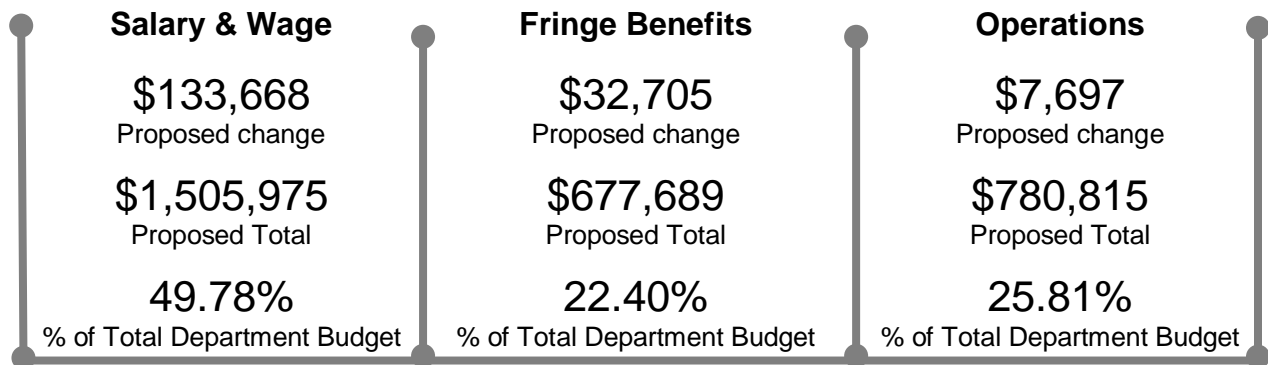 Salary & Wage
$133,668
Proposed change
$1,505,975
Proposed Total
49.78%
% of Total Department Budget
Fringe Benefits
$32,705
Proposed change
$677,689
Proposed Total
22.40%
% of Total Department Budget
Operations
$7,697
Proposed change
$780,815
Proposed Total
25.81%
% of Total Department Budget